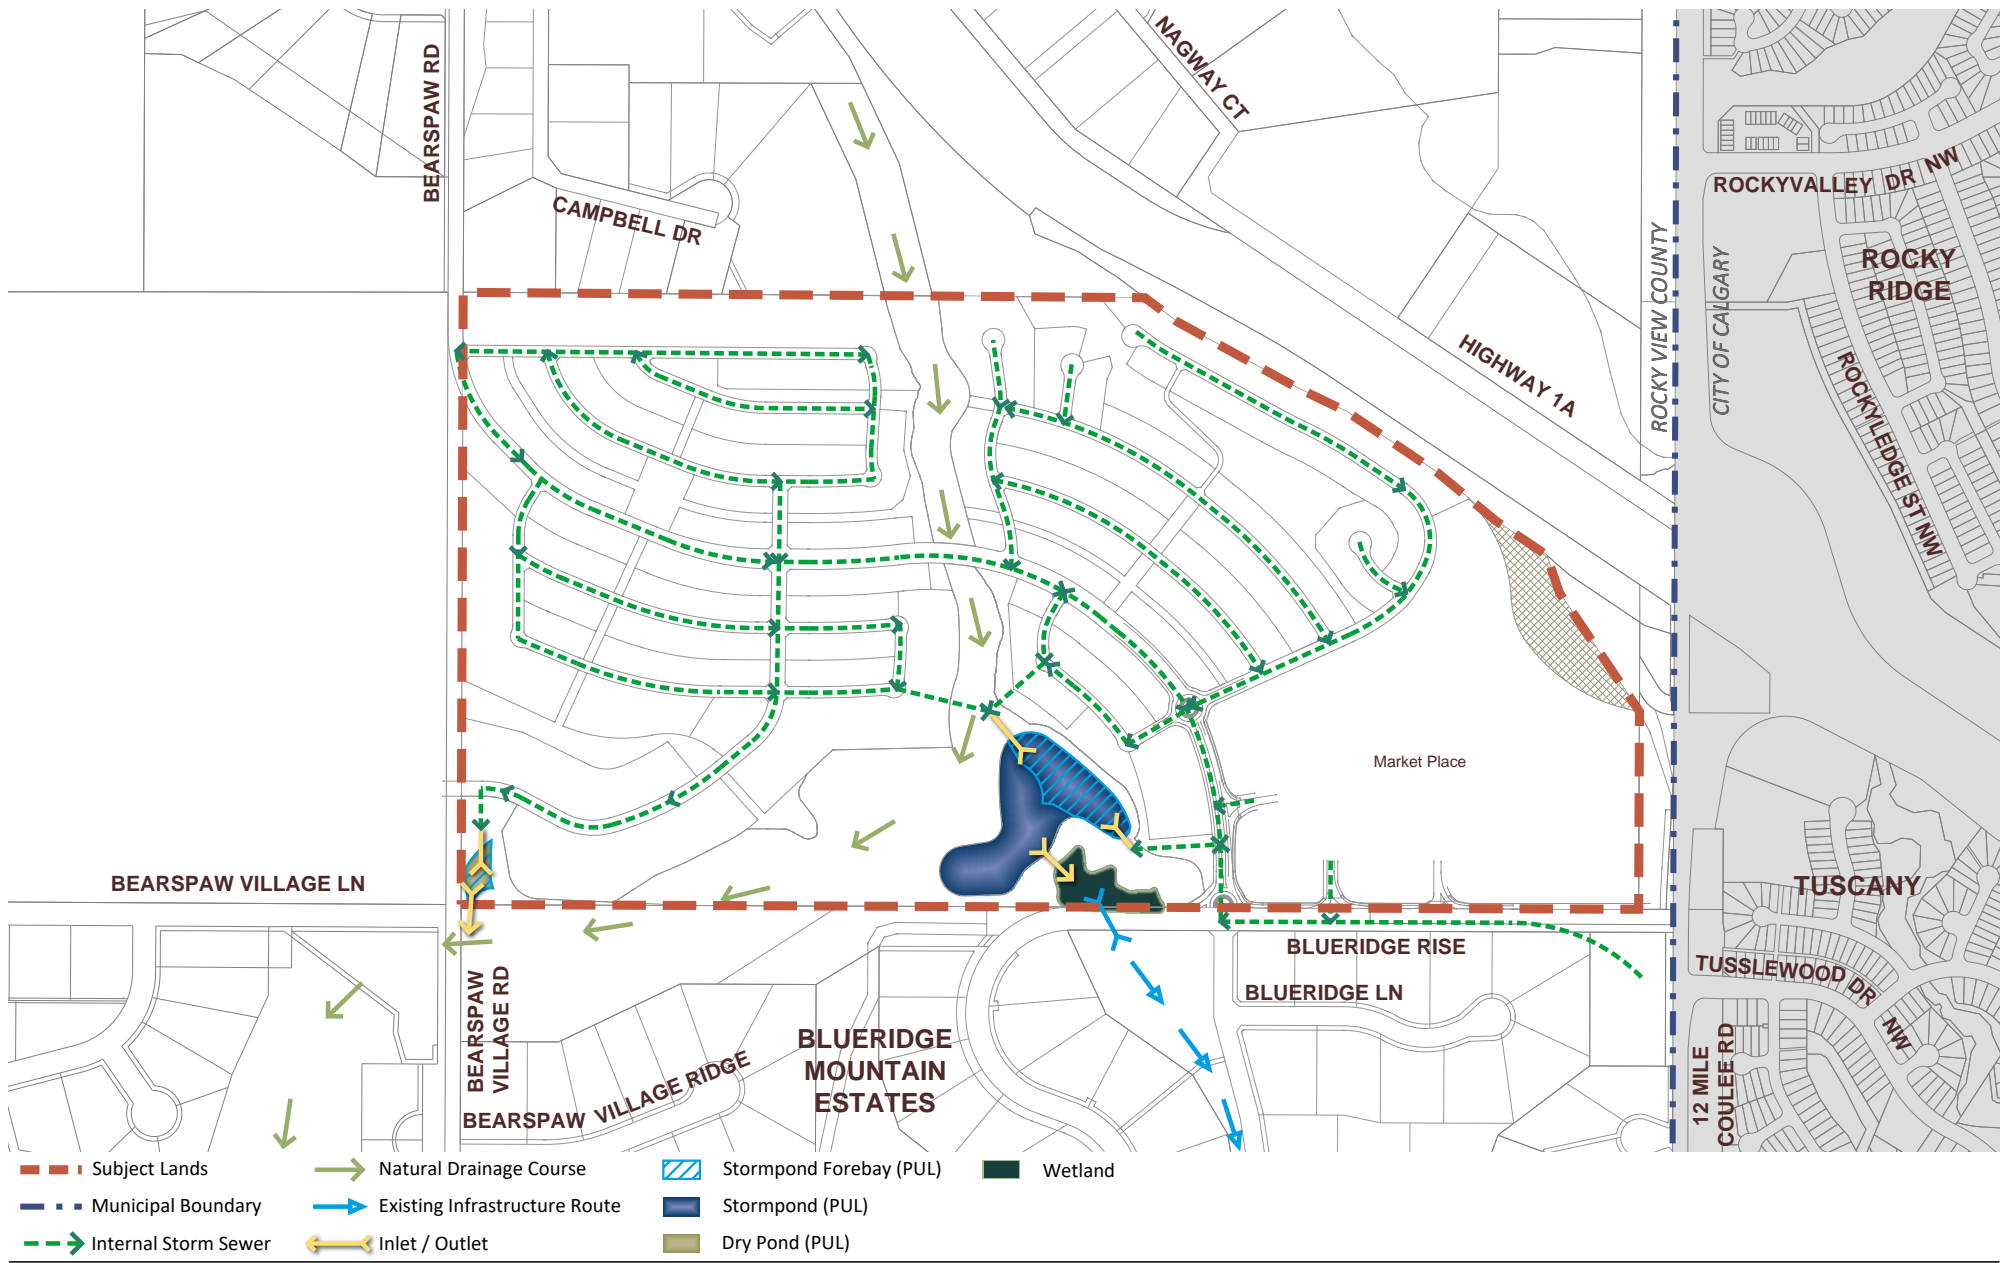 BEARSPAW RD
NAGWAY CT
CAMPBELL DR
ROCKYVALLEY DR NW
ROCKY
RIDGE
ROCKY VIEW COUNTY
CITY OF CALGARY
HIGHWAY 1A
ROCKYLEDGE ST NW
Market Place
BEARSPAW VILLAGE LN
TUSCANY
BLUERIDGE RISE
BLUERIDGE LN
TUSSLEWOOD DR NW
BEARSPAW
VILLAGE RD
BLUERIDGE
MOUNTAIN
ESTATES
BEARSPAW VILLAGE RIDGE
12 MILE
COULEE RD
Subject Lands
Natural Drainage Course
Stormpond Forebay (PUL)
Wetland
Municipal Boundary
Existing Infrastructure Route
Stormpond (PUL)
Internal Storm Sewer
Inlet / Outlet
Dry Pond (PUL)